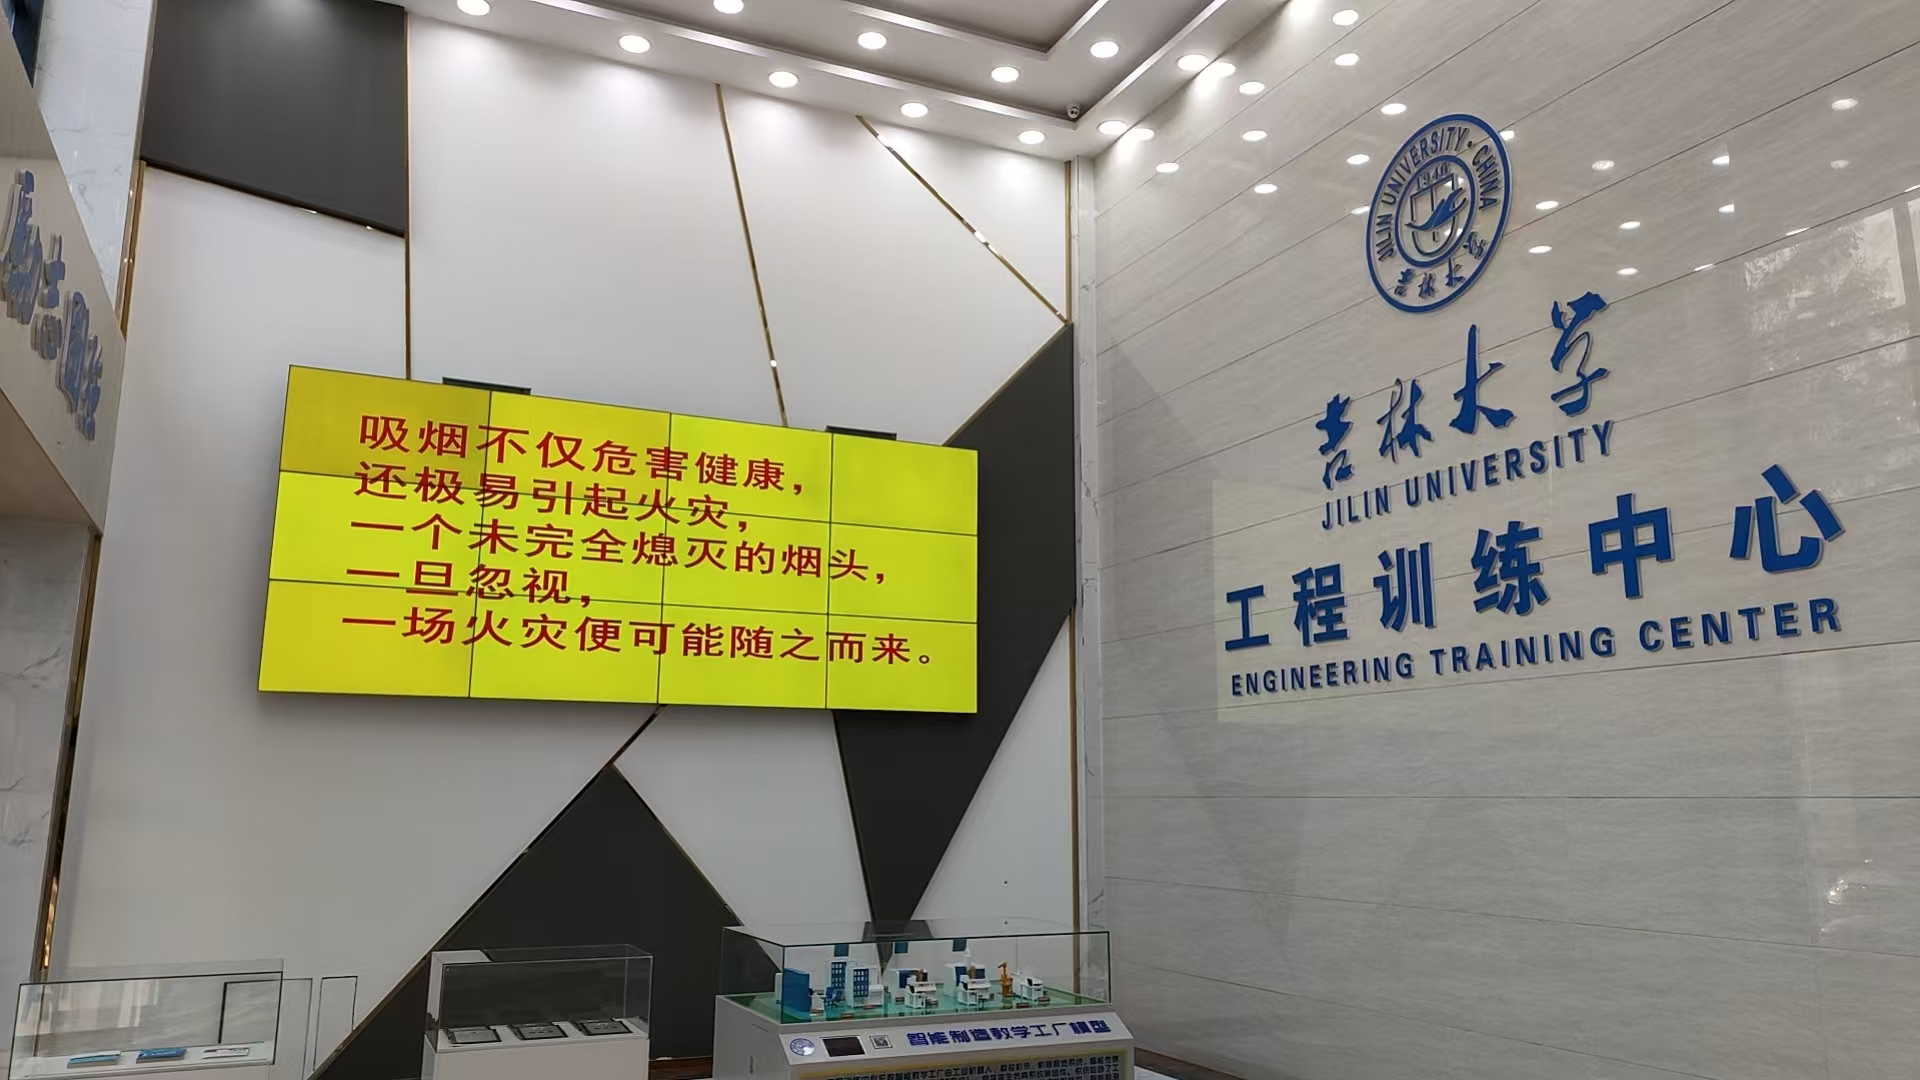 吸烟不仅危害健康，
还极易引起火灾，
一个未完全熄灭的烟头，
一旦忽视，
一场火灾便可能随之而来。
JILIN UNIVERSITY · CHINA
1946
吉林大学
吉林大学
JILIN UNIVERSITY
工程训练中心
ENGINEERING TRAINING CENTER
智能制造教学工厂模型